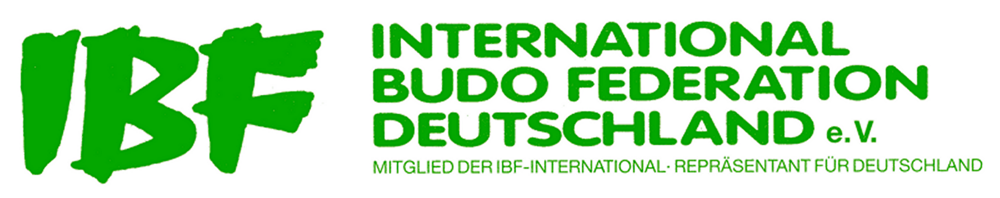 IBF
INTERNATIONAL
BUDO FEDERATION
DEUTSCHLAND e.V.
MITGLIED DER IBF-INTERNATIONAL· REPRÄSENTANT FÜR DEUTSCHLAND